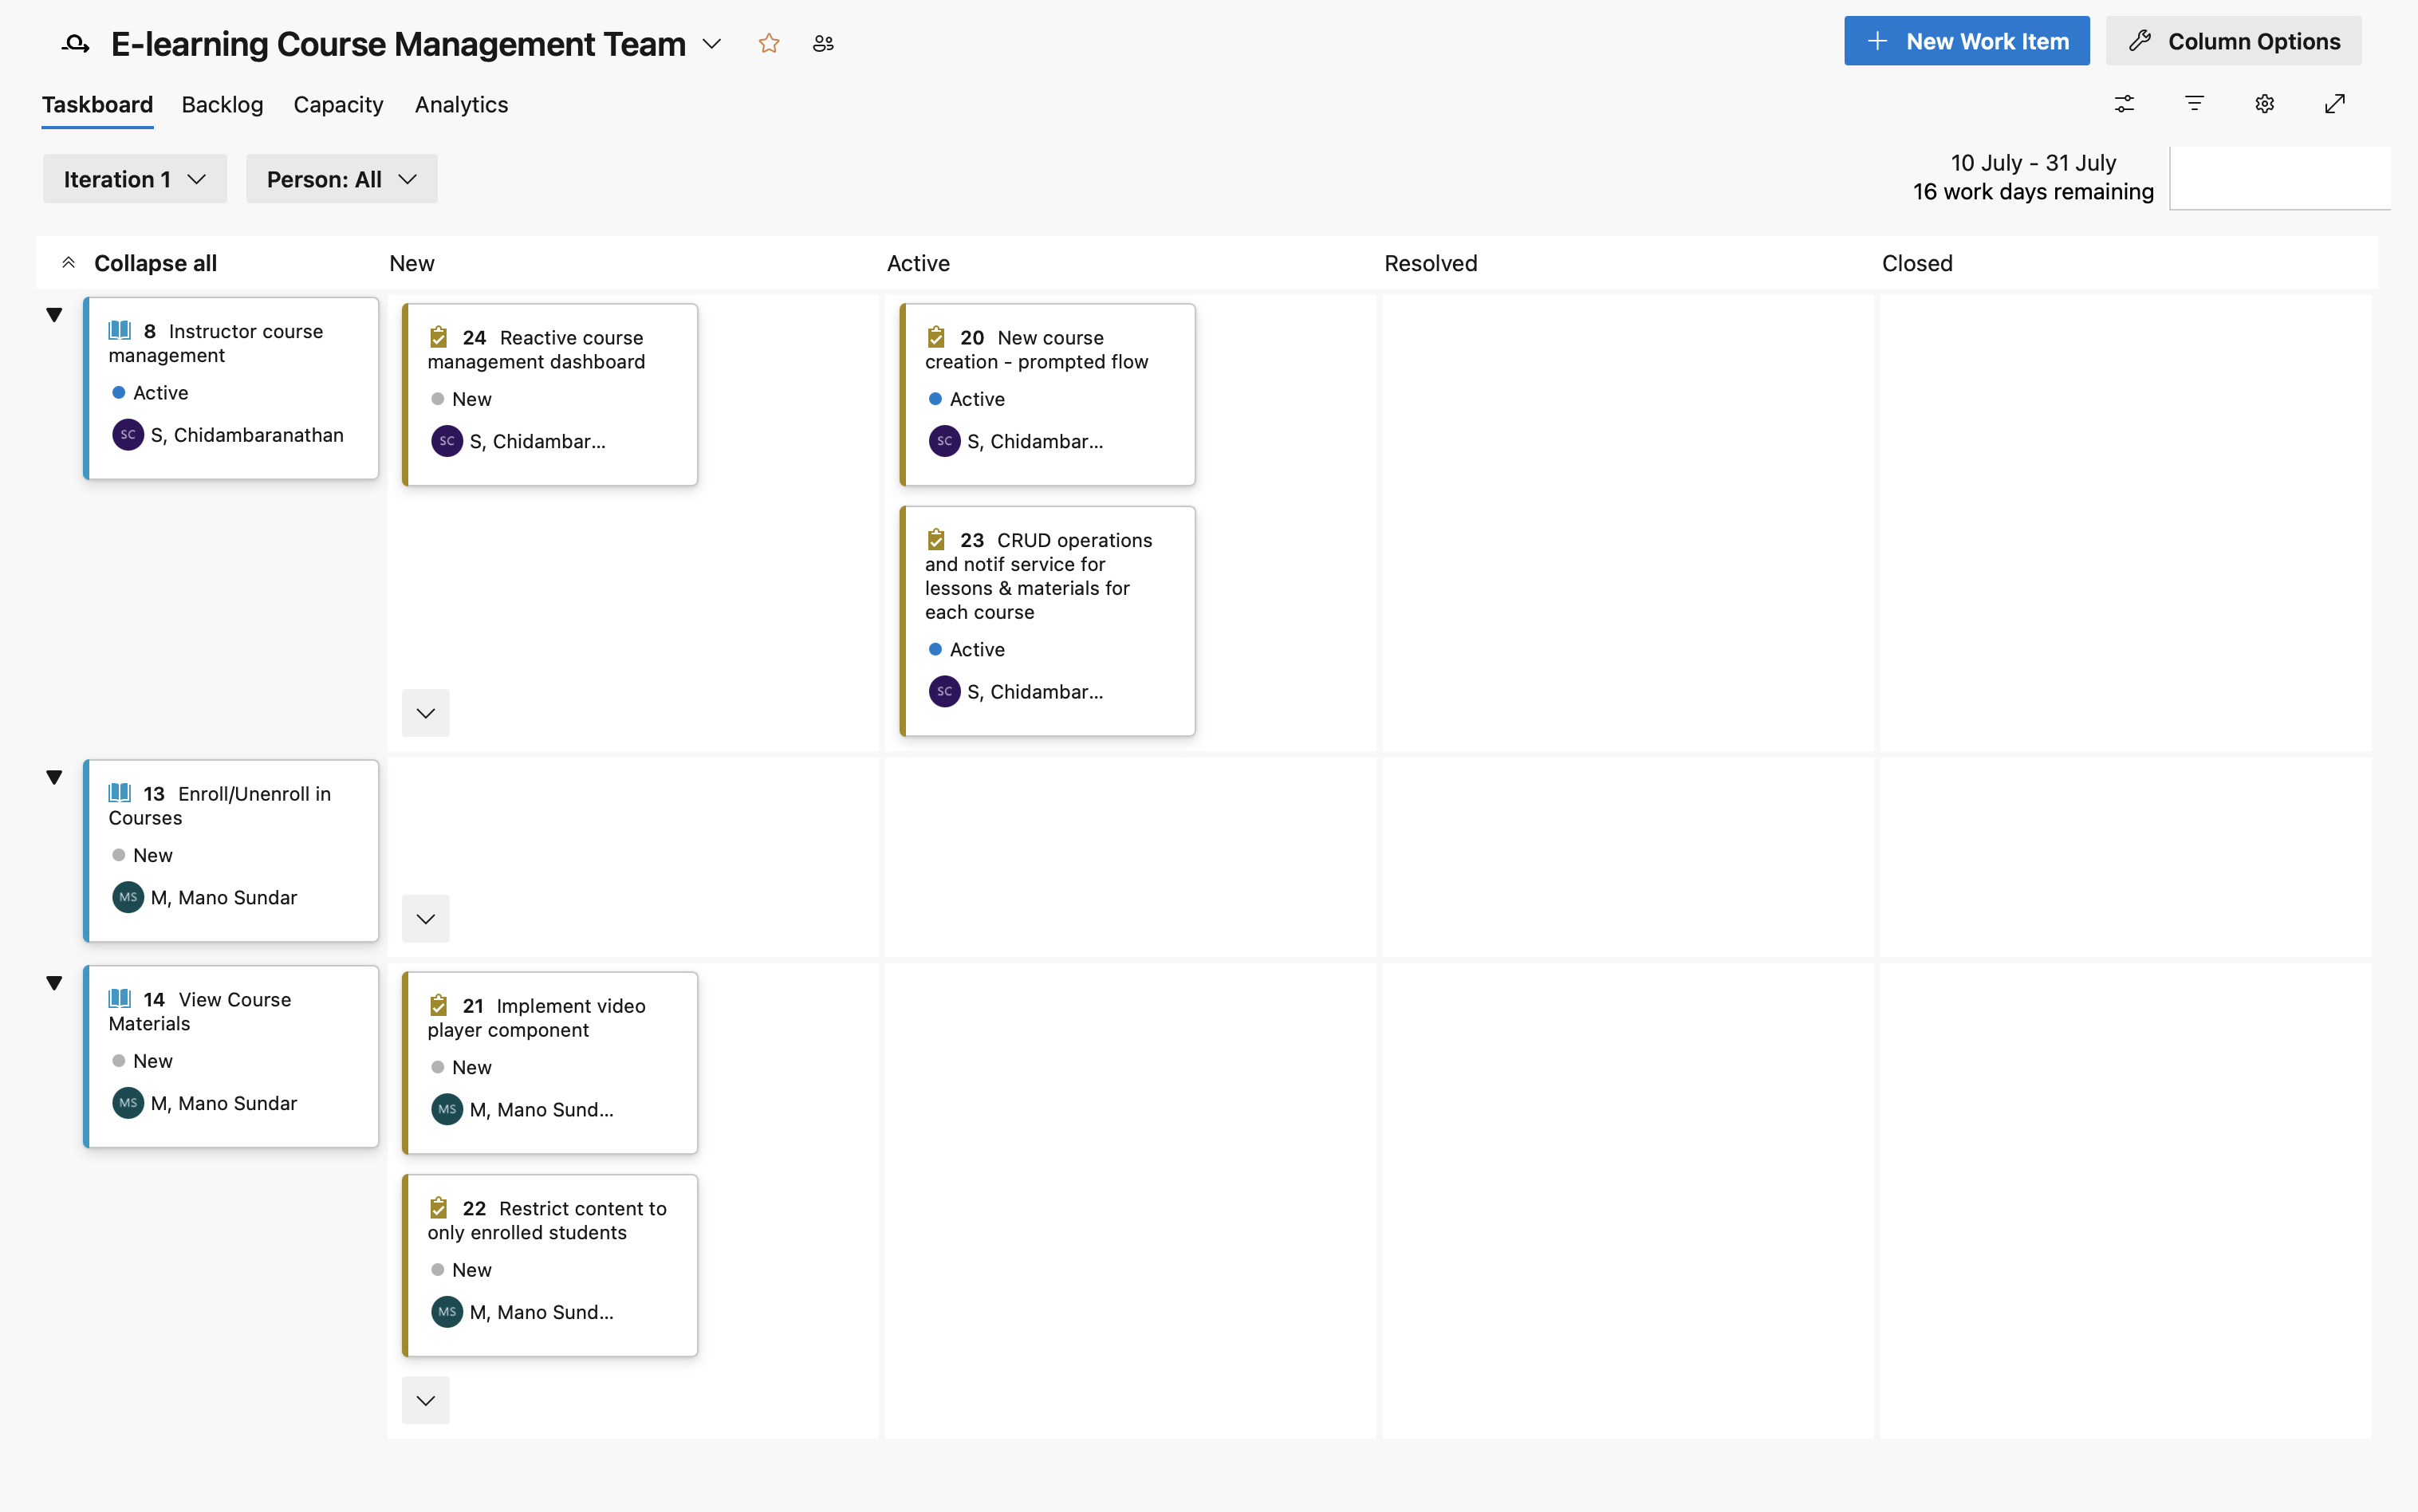 E-learning Course Management Team
New Work Item
Column Options
Taskboard
Backlog
Capacity
Analytics
Iteration 1
Person: All
10 July - 31 July
16 work days remaining
Collapse all
New
Active
Resolved
Closed
8 Instructor course
management
Active
SC S, Chidambaranathan
24 Reactive course
management dashboard
New
SC S, Chidambar...
20 New course
creation - prompted flow
Active
SC S, Chidambar...
23 CRUD operations
and notif service for
lessons & materials for
each course
Active
SC S, Chidambar...
13 Enroll/Unenroll in
Courses
New
MS M, Mano Sundar
14 View Course
Materials
New
MS M, Mano Sundar
21 Implement video
player component
New
MS M, Mano Sund...
22 Restrict content to
only enrolled students
New
MS M, Mano Sund...